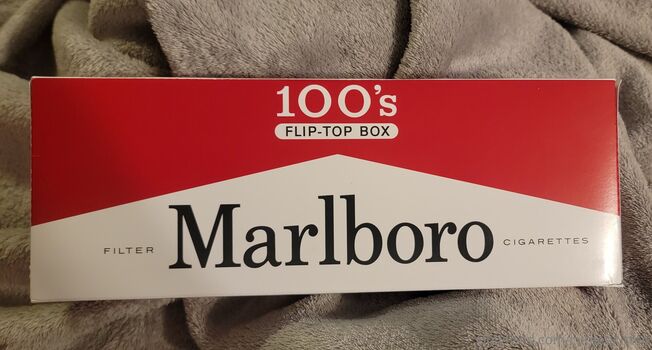 100's
FLIP-TOP BOX
FILTER Marlboro CIGARETTES